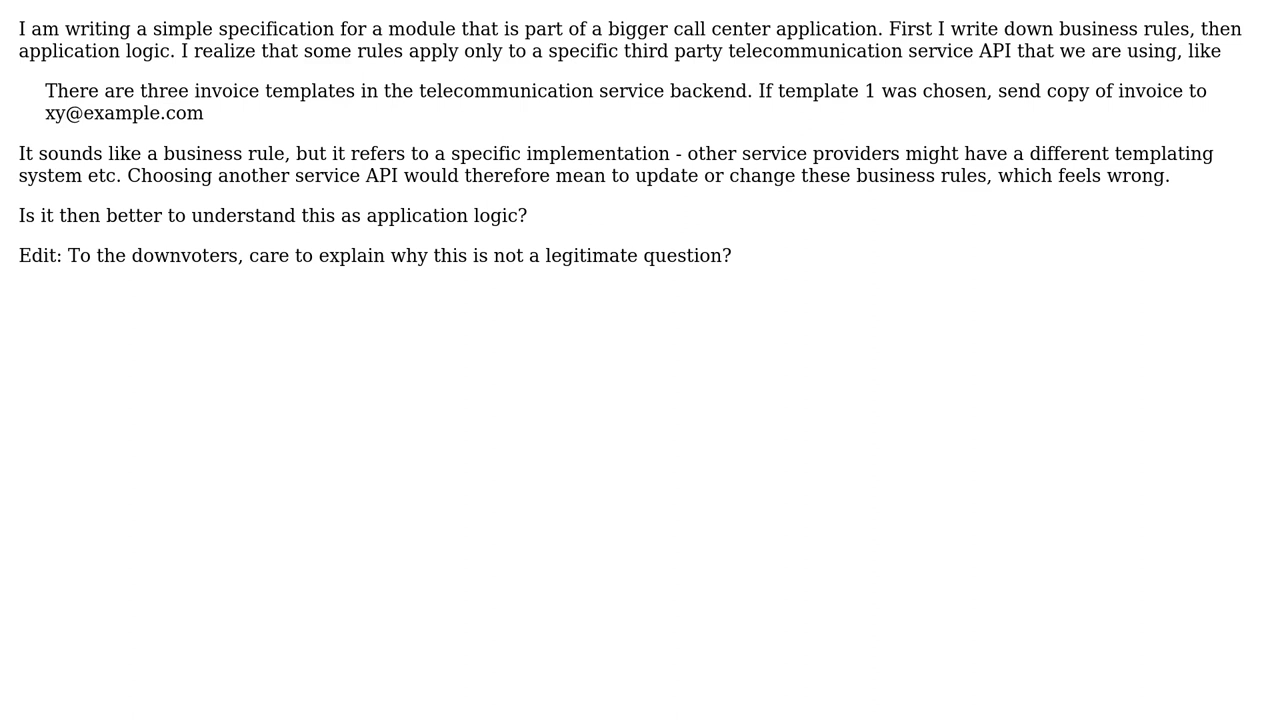 I am writing a simple specification for a module that is part of a bigger call center application. First I write down business rules, then
application logic. I realize that some rules apply only to a specific third party telecommunication service API that we are using, like
There are three invoice templates in the telecommunication service backend. If template 1 was chosen, send copy of invoice to
xy@example.com
It sounds like a business rule, but it refers to a specific implementation - other service providers might have a different templating
system etc. Choosing another service API would therefore mean to update or change these business rules, which feels wrong.
Is it then better to understand this as application logic?
Edit: To the downvoters, care to explain why this is not a legitimate question?